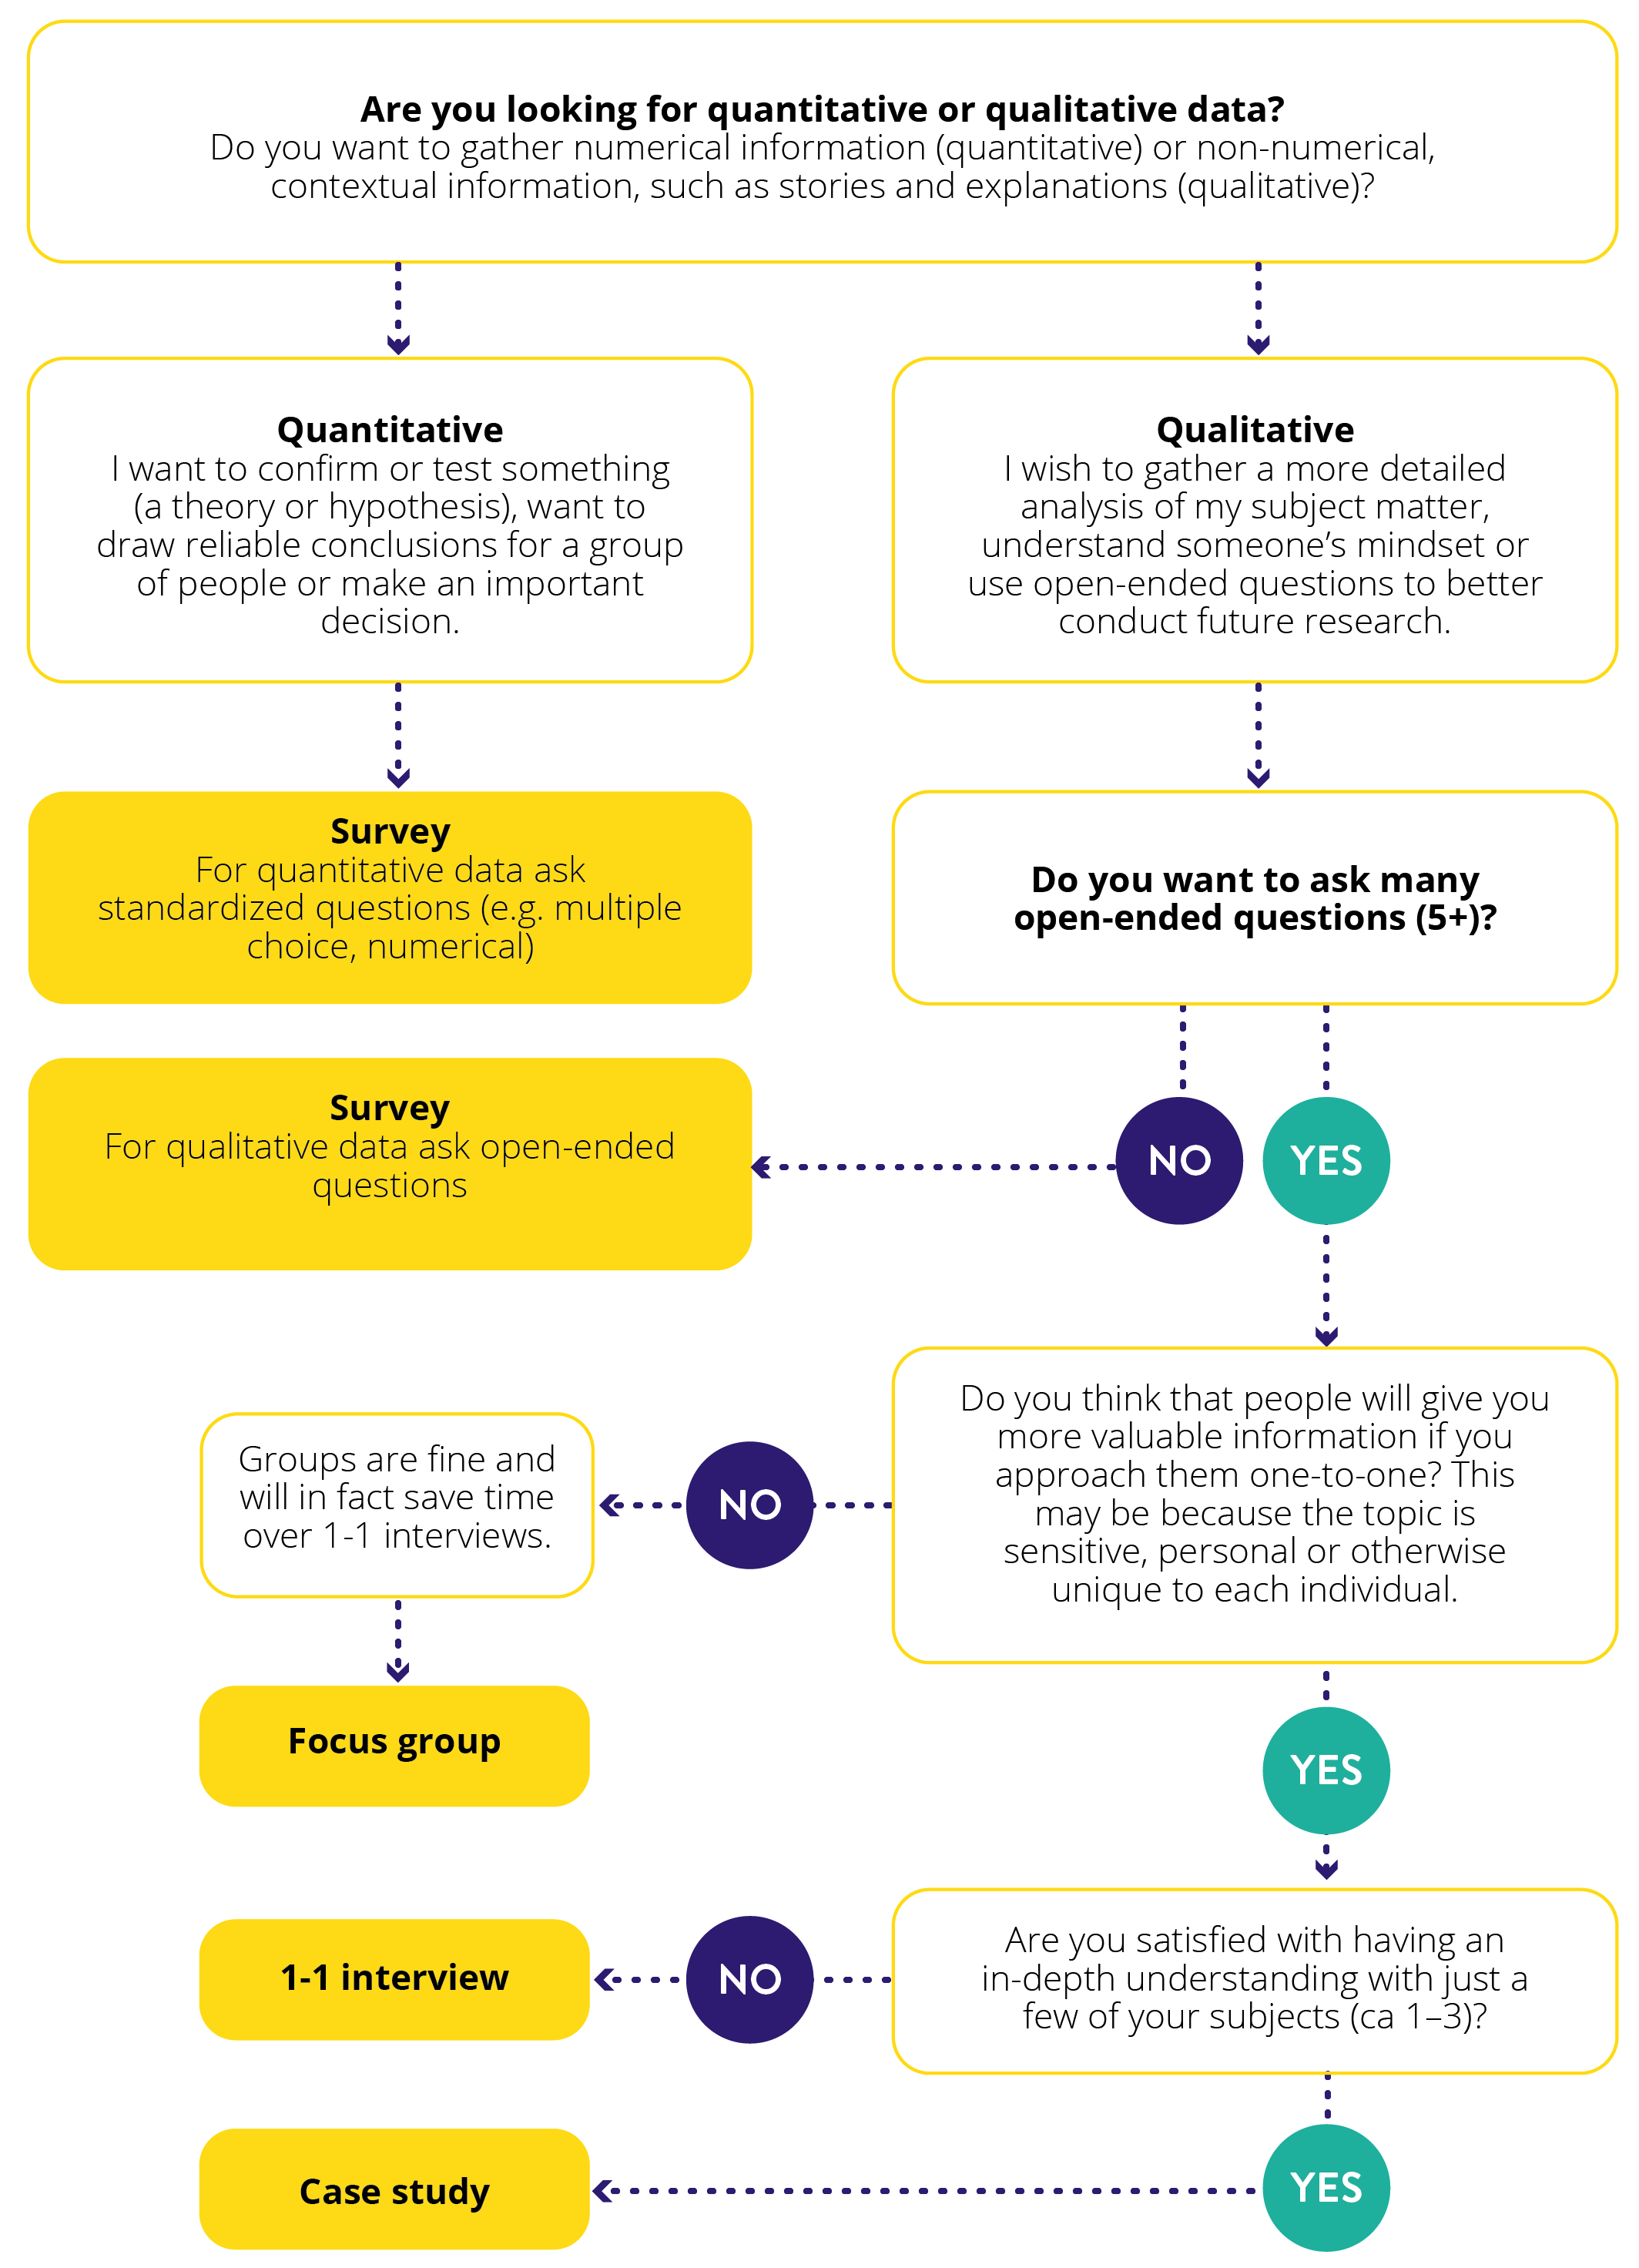 Are you looking for quantitative or qualitative data?
Do you want to gather numerical information (quantitative) or non-numerical,
contextual information, such as stories and explanations (qualitative)?
Quantitative
I want to confirm or test something
(a theory or hypothesis), want to
draw reliable conclusions for a group
of people or make an important
decision.
Qualitative
I wish to gather a more detailed
analysis of my subject matter,
understand someone’s mindset or
use open-ended questions to better
conduct future research.
Survey
For quantitative data ask
standardized questions (e.g. multiple
choice, numerical)
Do you want to ask many
open-ended questions (5+)?
Survey
For qualitative data ask open-ended
questions
NO
YES
Do you think that people will give you
more valuable information if you
approach them one-to-one? This
may be because the topic is
sensitive, personal or otherwise
unique to each individual.
NO
Groups are fine and
will in fact save time
over 1-1 interviews.
Focus group
YES
Are you satisfied with having an
in-depth understanding with just a
few of your subjects (ca 1–3)?
NO
1-1 interview
YES
Case study